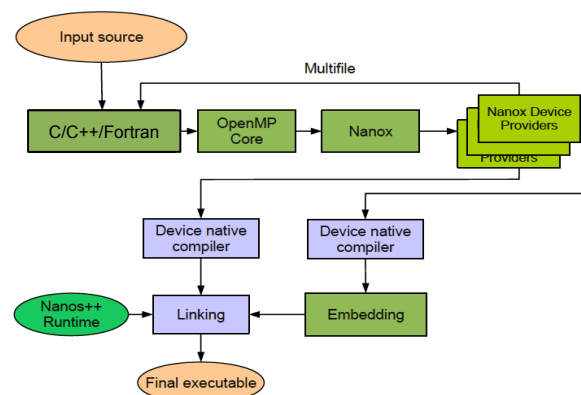 Input source
Multifile
C/C++/Fortran
OpenMP
Core
Nanox
Nanox Device
Providers
Providers
Device native
compiler
Device native
compiler
Nanos++
Runtime
Linking
Embedding
Final executable